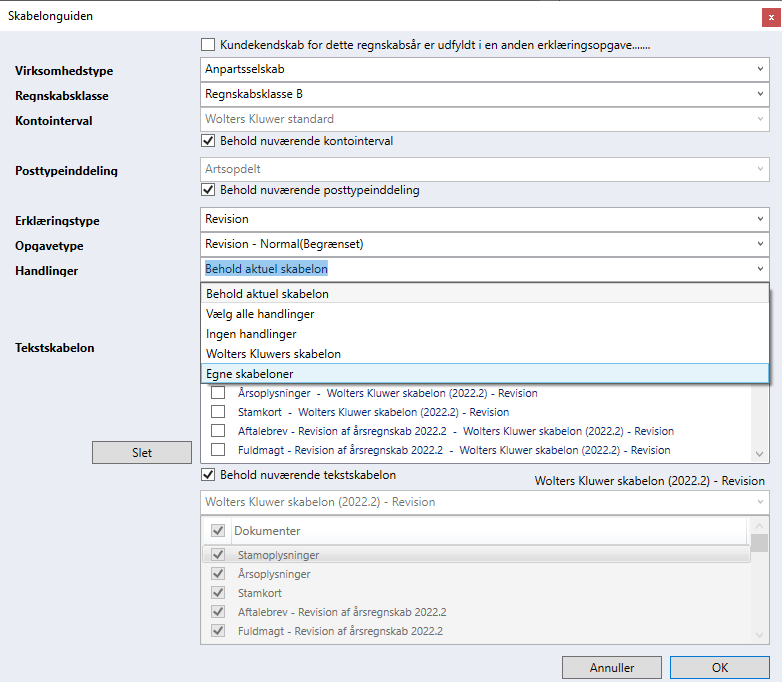 Skabelonguiden
Kundekendskab for dette regnskabsår er udfyldt i en anden erklæringsopgave.......
Virksomhedstype
Anpartsselskab
Regnskabsklasse
Regnskabsklasse B
Kontointerval
Wolters Kluwer standard
Behold nuværende kontointerval
Posttypeinddeling
Artsopdelt
Behold nuværende posttypeinddeling
Erklæringstype
Revision
Opgavetype
Revision - Normal(Begrænset)
Handlinger
Behold aktuel skabelon
Behold aktuel skabelon
Vælg alle handlinger
Ingen handlinger
Tekstskabelon
Wolters Kluwers skabelon
Egne skabeloner
Årsoplysninger - Wolters Kluwer skabelon (2022.2) - Revision
Stamkort - Wolters Kluwer skabelon (2022.2) - Revision
Aftalebrev - Revision af årsregnskab 2022.2 - Wolters Kluwer skabelon (2022.2) - Revision
Fuldmagt - Revision af årsregnskab 2022.2 - Wolters Kluwer skabelon (2022.2) - Revision
Slet
Behold nuværende tekstskabelon
Wolters Kluwer skabelon (2022.2) - Revision
Wolters Kluwer skabelon (2022.2) - Revision
Dokumenter
Stamoplysninger
Årsoplysninger
Stamkort
Aftalebrev - Revision af årsregnskab 2022.2
Fuldmagt - Revision af årsregnskab 2022.2
Annuller
OK